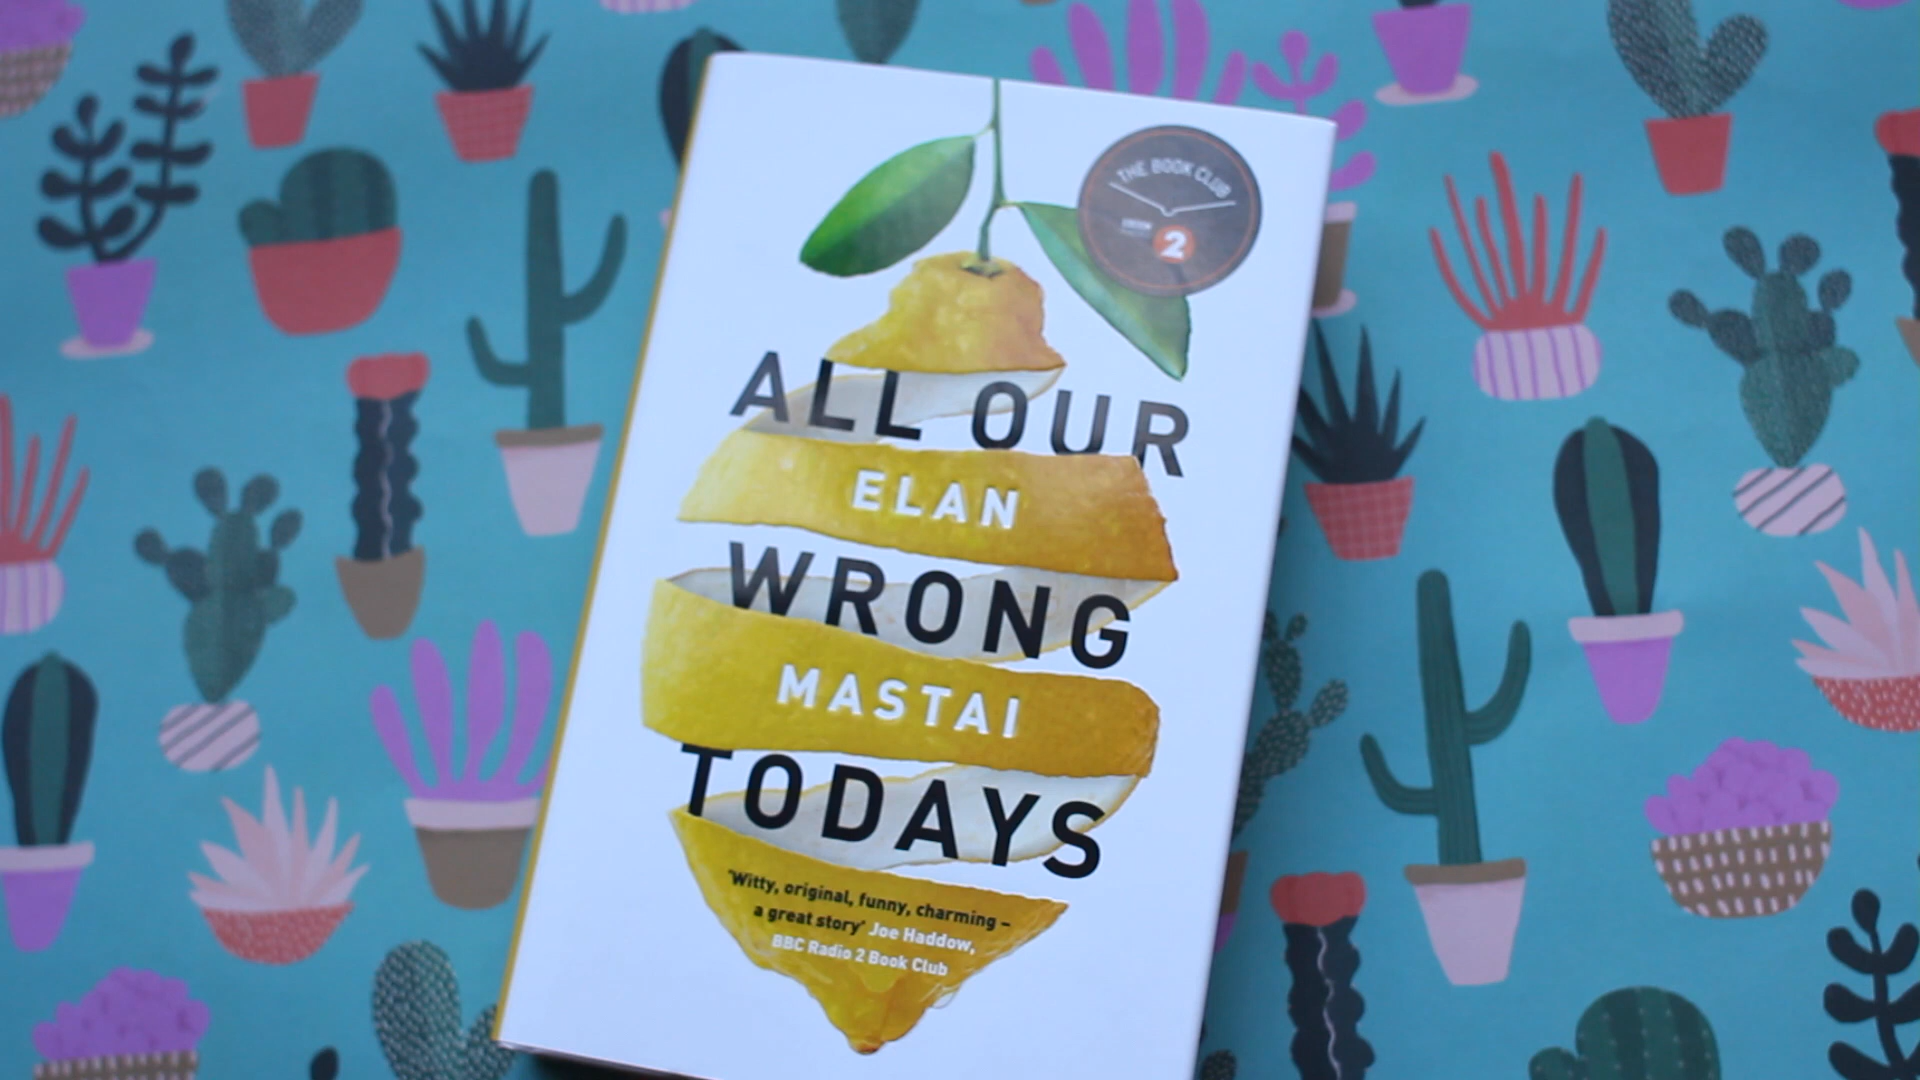 THE BOOK CLUB
2
ALL OUR
ELAN
WRONG
MASTAI
TODAYS
'Witty, original, funny, charming –
a great story' Joe Haddow,
BBC Radio 2 Book Club